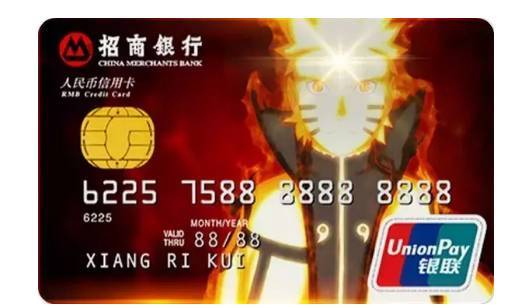 招商銀行
CHINA MERCHANTS BANK
人民币信用卡
RMB Credit Card
6225 7588 8888 8888
6225
MONTH/YEAR
VALID THRU 88/88
XIANG RI KUI
UnionPay
银联